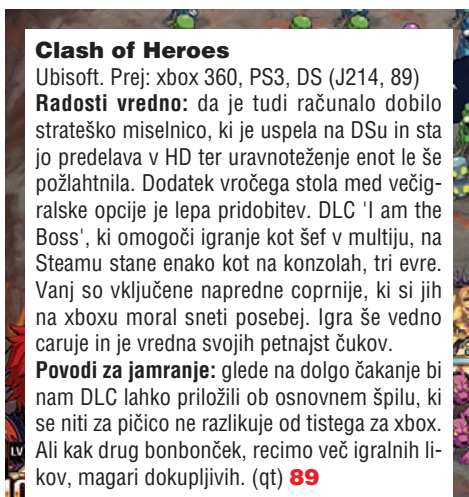 Clash of Heroes
Ubisoft. Prej: xbox 360, PS3, DS (J214, 89)
Radosti vredno: da je tudi računalo dobilo
strateško miselnico, ki je uspela na DSu in sta
jo predelava v HD ter uravnoteženje enot le še
požlahtnila. Dodatek vročega stola med večig-
ralske opcije je lepa pridobitev. DLC 'I am the
Boss', ki omogoči igranje kot šef v multiju, na
Steamu stane enako kot na konzolah, tri evre.
Vanj so vključene napredne coprnije, ki si jih
na xboxu moral sneti posebej. Igra še vedno
caruje in je vredna svojih petnajst čukov.
Povodi za jamranje: glede na dolgo čakanje bi
nam DLC lahko priložili ob osnovnem špilu, ki
se niti za pičico ne razlikuje od tistega za xbox.
Ali kak drug bonbonček, recimo več igralnih li-
kov, magari dokupljivih. (qt) 89
LV